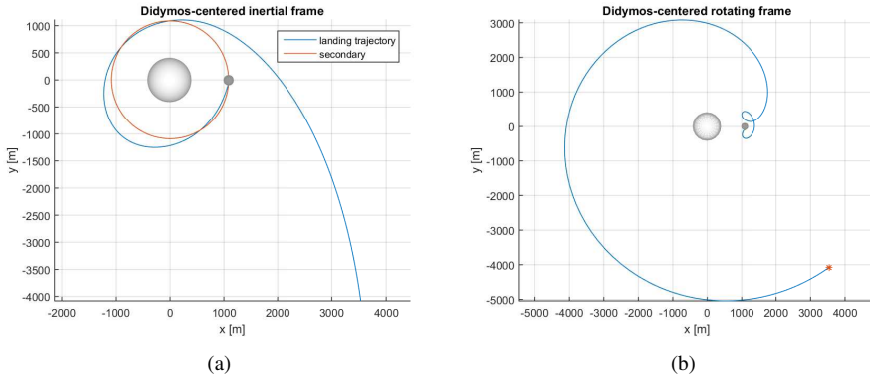 Didymos-centered inertial frame
1000
500
0
-500
-1000
-1500
-2000
-2500
-3000
-3500
-4000
y [m]
landing trajectory
secondary
-2000
-1000
0
1000
2000
3000
4000
x [m]
(a)
Didymos-centered rotating frame
3000
2000
1000
0
-1000
-2000
-3000
-4000
-5000
y [m]
-5000 -4000 -3000 -2000 -1000 0 1000 2000 3000 4000
x [m]
(b)